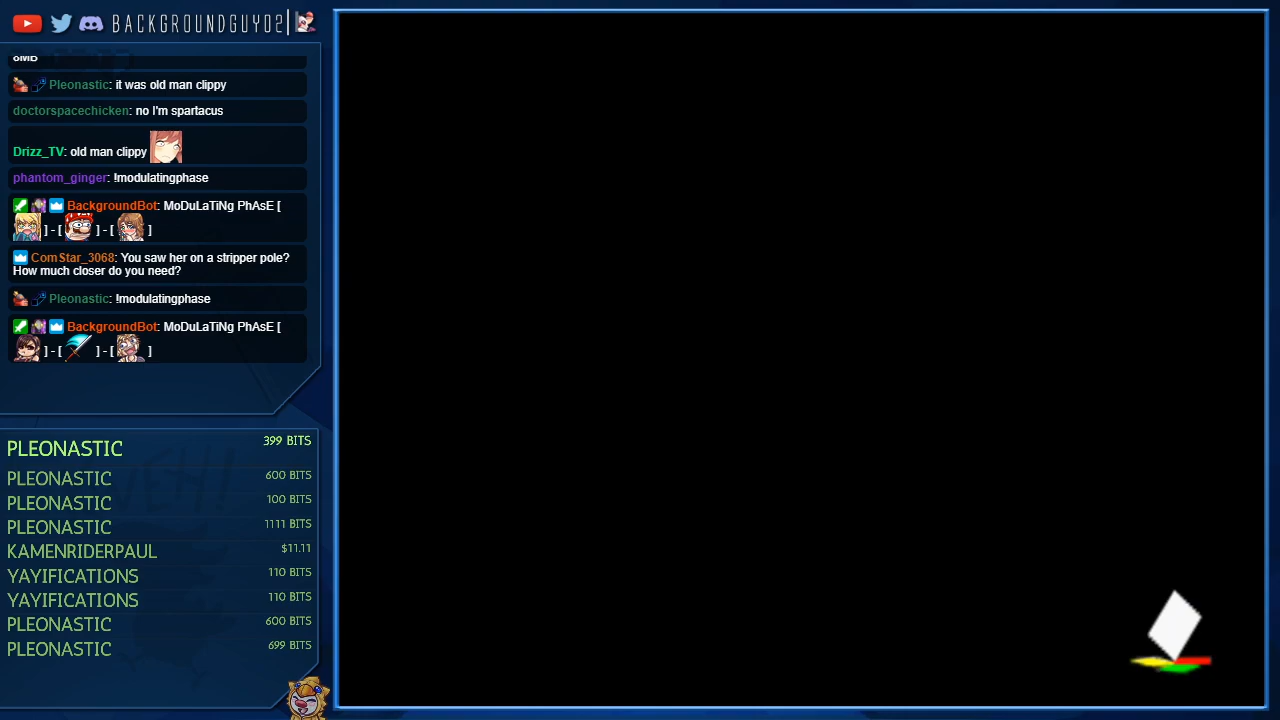 BACKGROUNDGUY02
8MB
Pleonastic: it was old man clippy
doctorspacechicken: no I'm spartacus
Drizz_TV: old man clippy
phantom_ginger: !modulatingphase
BackgroundBot: MoDuLaTiNg PhAsE [
] - [ ] - [ ]
ComStar_3068: You saw her on a stripper pole?
How much closer do you need?
Pleonastic: !modulatingphase
BackgroundBot: MoDuLaTiNg PhAsE [
] - [ ] - [ ]
PLEONASTIC 399 BITS
PLEONASTIC 600 BITS
PLEONASTIC 100 BITS
PLEONASTIC 1111 BITS
KAMENRIDERPAUL $11.11
YAYIFICATIONS 110 BITS
YAYIFICATIONS 110 BITS
PLEONASTIC 600 BITS
PLEONASTIC 699 BITS